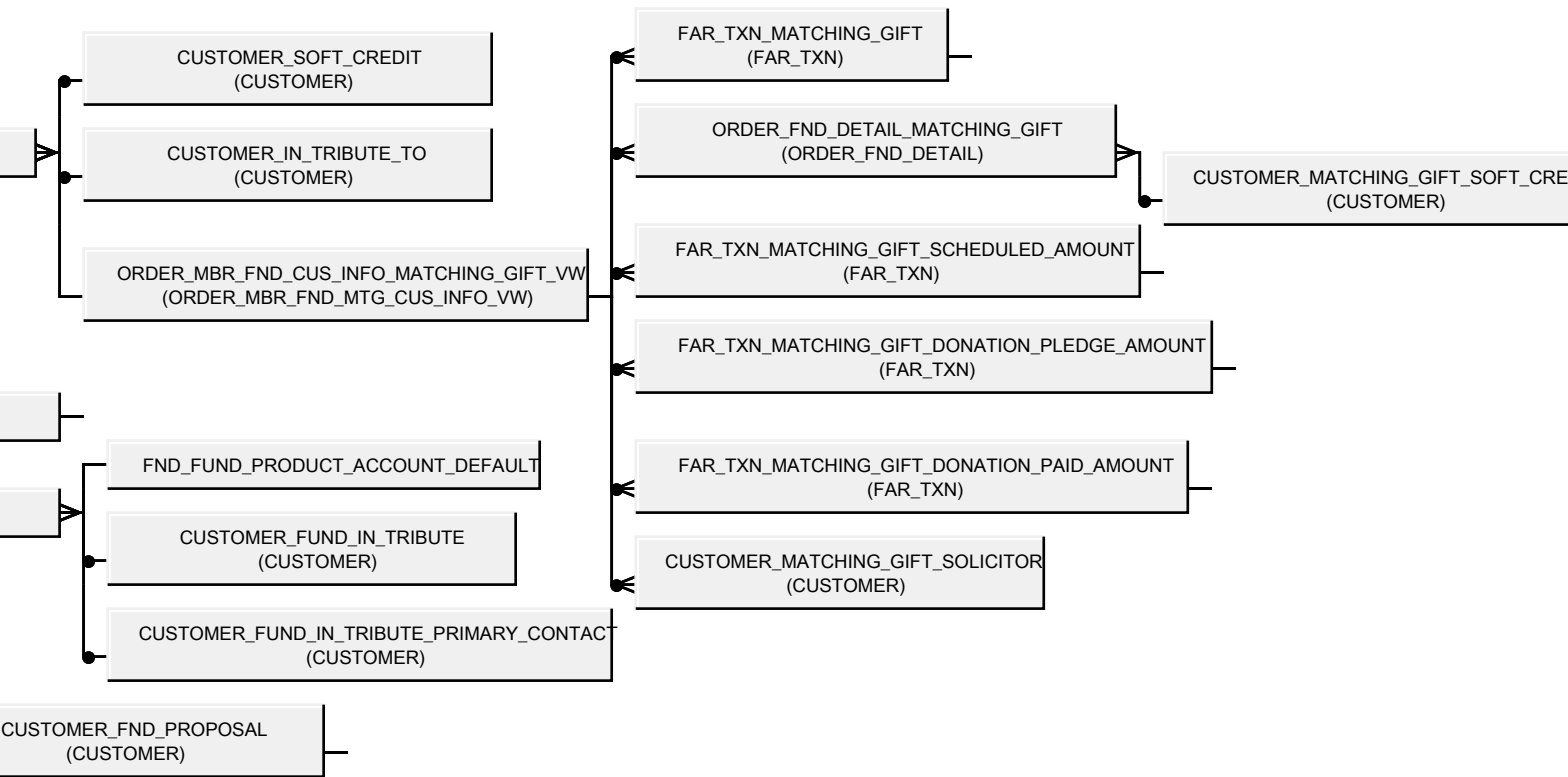 CUSTOMER_SOFT_CREDIT
(CUSTOMER)
CUSTOMER_IN_TRIBUTE_TO
(CUSTOMER)
ORDER_MBR_FND_CUS_INFO_MATCHING_GIFT_VW
(ORDER_MBR_FND_MTG_CUS_INFO_VW)
FND_FUND_PRODUCT_ACCOUNT_DEFAULT
CUSTOMER_FUND_IN_TRIBUTE
(CUSTOMER)
CUSTOMER_FUND_IN_TRIBUTE_PRIMARY_CONTACT
(CUSTOMER)
CUSTOMER_FND_PROPOSAL
(CUSTOMER)
FAR_TXN_MATCHING_GIFT
(FAR_TXN)
ORDER_FND_DETAIL_MATCHING_GIFT
(ORDER_FND_DETAIL)
FAR_TXN_MATCHING_GIFT_SCHEDULED_AMOUNT
(FAR_TXN)
FAR_TXN_MATCHING_GIFT_DONATION_PLEDGE_AMOUNT
(FAR_TXN)
FAR_TXN_MATCHING_GIFT_DONATION_PAID_AMOUNT
(FAR_TXN)
CUSTOMER_MATCHING_GIFT_SOLICITOR
(CUSTOMER)
CUSTOMER_MATCHING_GIFT_SOFT_CRE
(CUSTOMER)